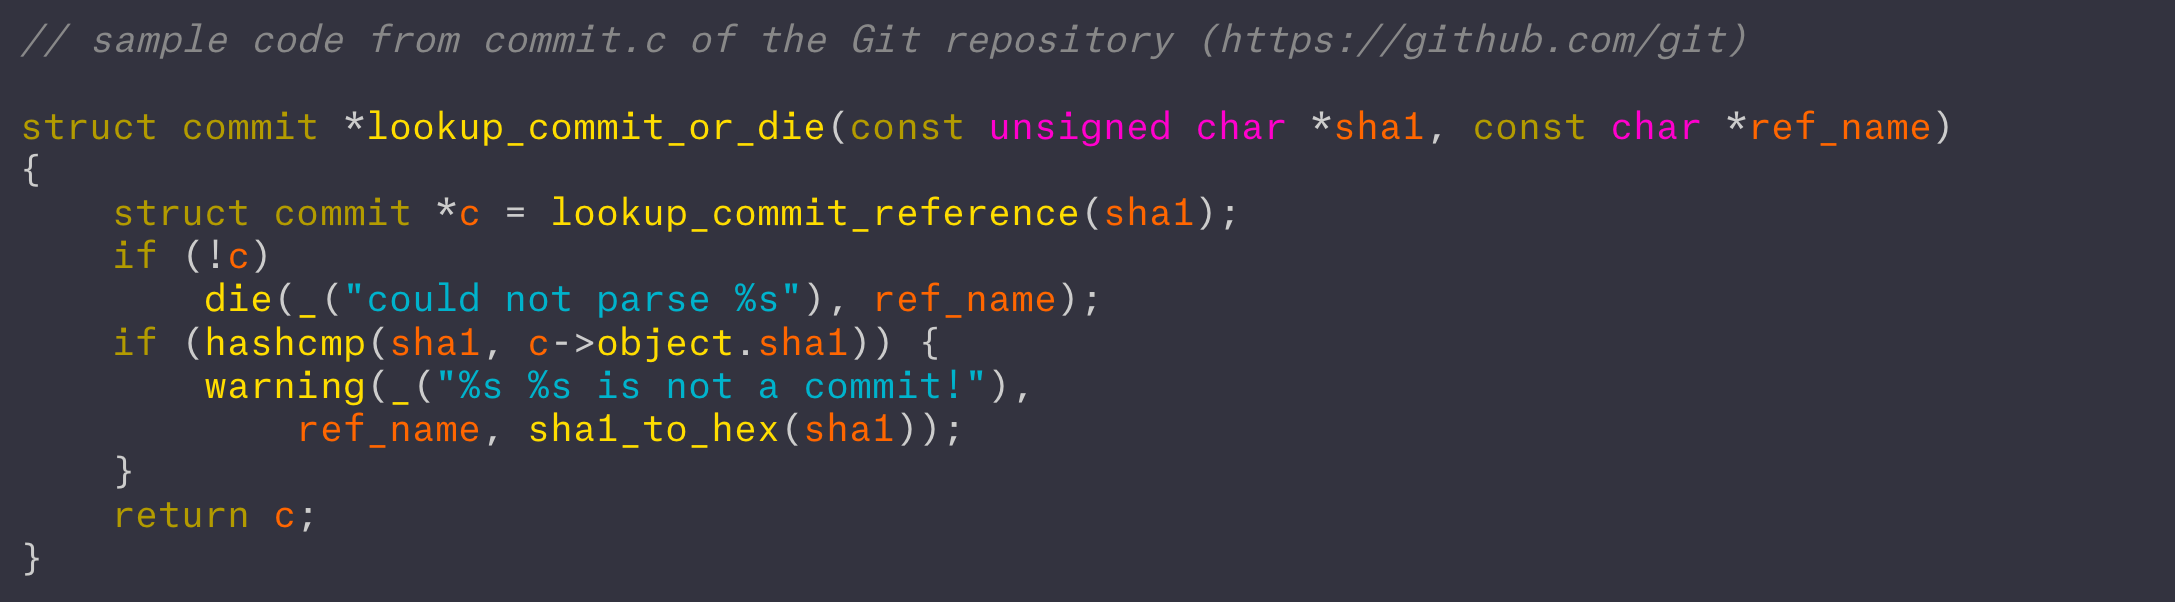 // sample code from commit.c of the Git repository (https://github.com/git)

struct commit *lookup_commit_or_die(const unsigned char *sha1, const char *ref_name)
{
    struct commit *c = lookup_commit_reference(sha1);
    if (!c)
        die(_("could not parse %s"), ref_name);
    if (hashcmp(sha1, c->object.sha1)) {
        warning(_("%s %s is not a commit!"),
            ref_name, sha1_to_hex(sha1));
    }
    return c;
}